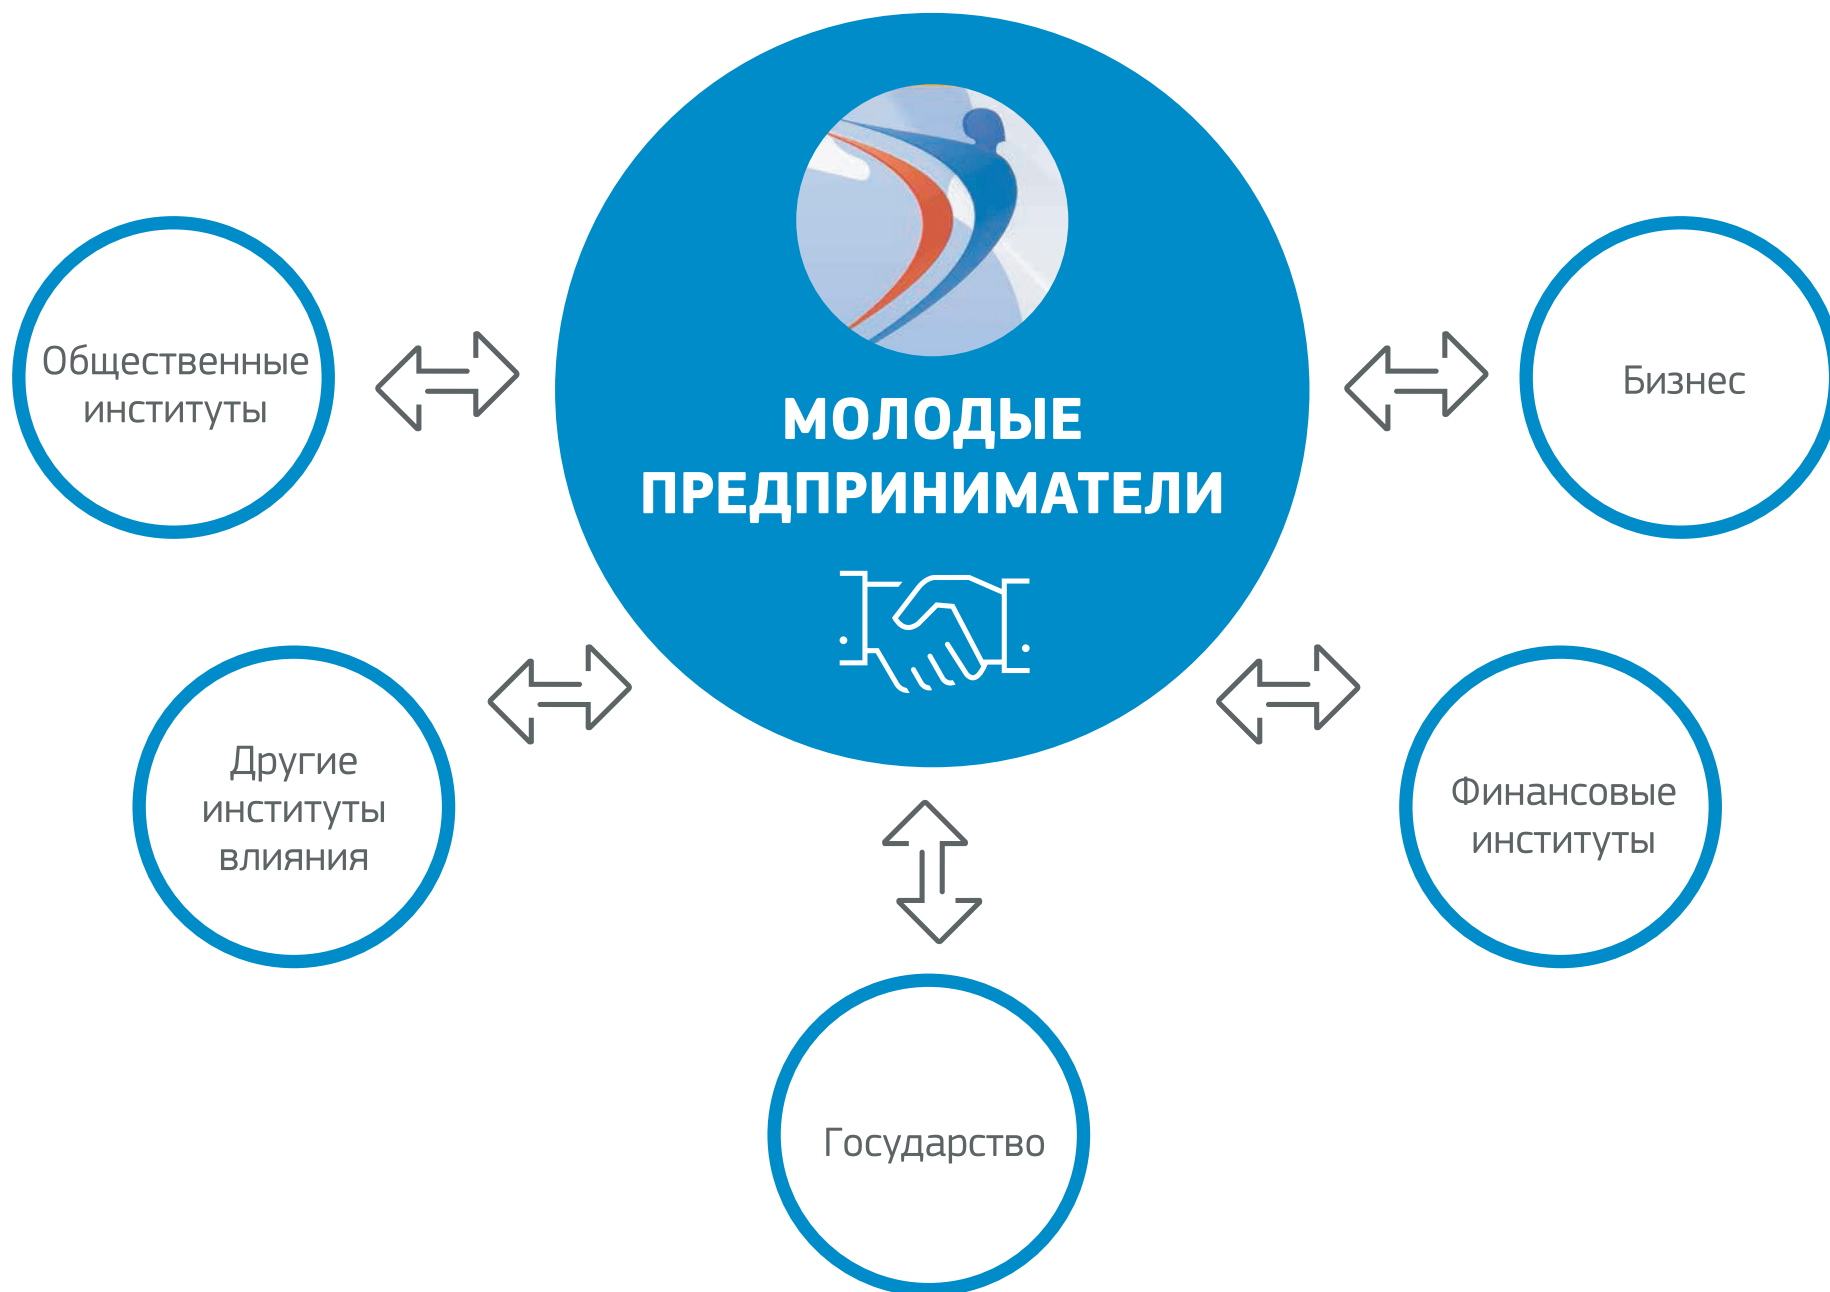 МОЛОДЫЕ
ПРЕДПРИНИМАТЕЛИ
Общественные
институты
Бизнес
Другие
институты
влияния
Финансовые
институты
Государство